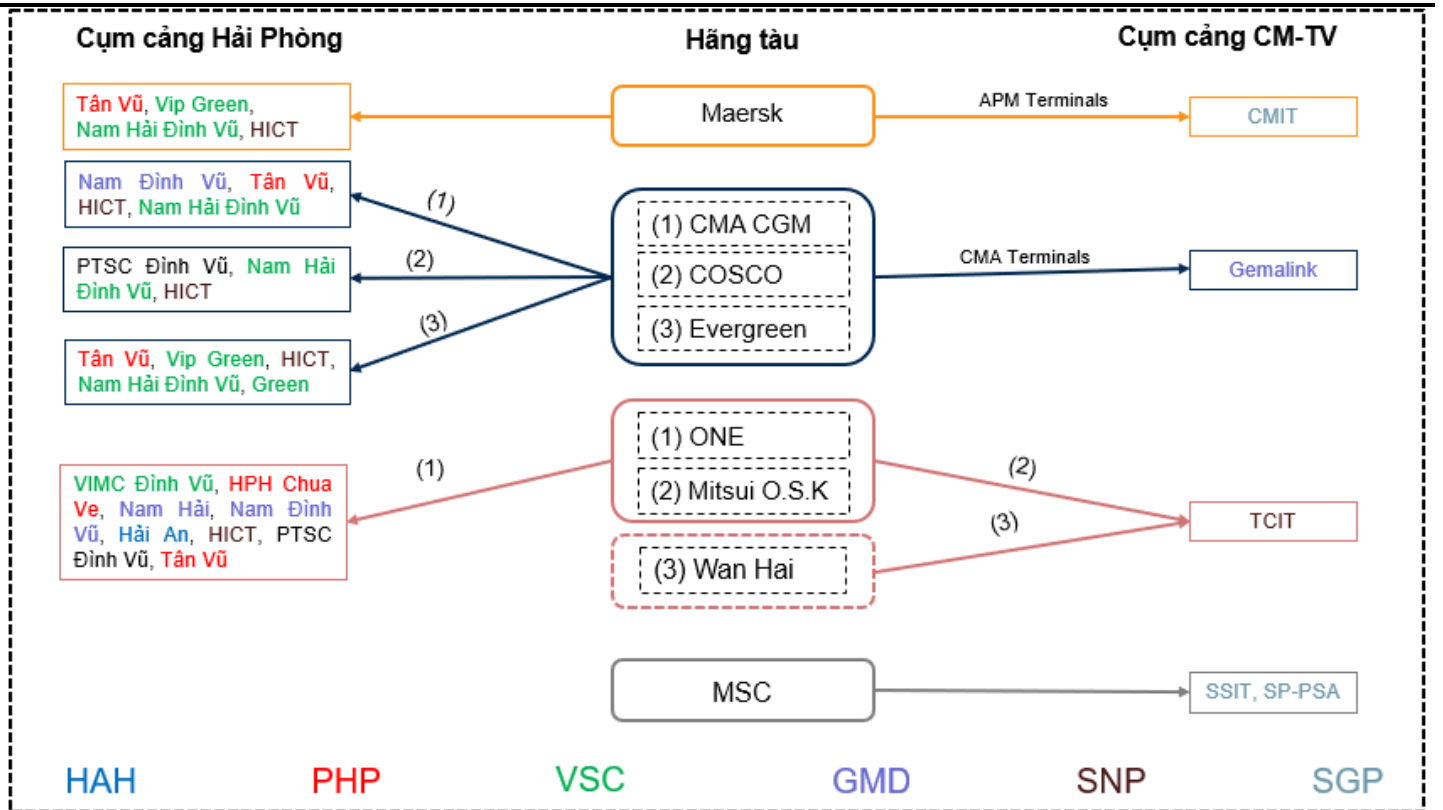 Cụm cảng Hải Phòng
Hãng tàu
Cụm cảng CM-TV
Tân Vũ, Vip Green,
Nam Hải Đình Vũ, HICT
Maersk
APM Terminals
CMIT
Nam Đình Vũ, Tân Vũ,
HICT, Nam Hải Đình Vũ
(1)
(1) CMA CGM
PTSC Đình Vũ, Nam Hải
Đình Vũ, HICT
(2)
(2) COSCO
CMA Terminals
Gemalink
(3)
(3) Evergreen
Tân Vũ, Vip Green, HICT,
Nam Hải Đình Vũ, Green
(1) ONE
(1)
(2)
VIMC Đình Vũ, HPH Chua
Ve, Nam Hải, Nam Đình
Vũ, Hải An, HICT, PTSC
Đình Vũ, Tân Vũ
(2) Mitsui O.S.K
(3)
TCIT
(3) Wan Hai
MSC
SSIT, SP-PSA
HAH
PHP
VSC
GMD
SNP
SGP